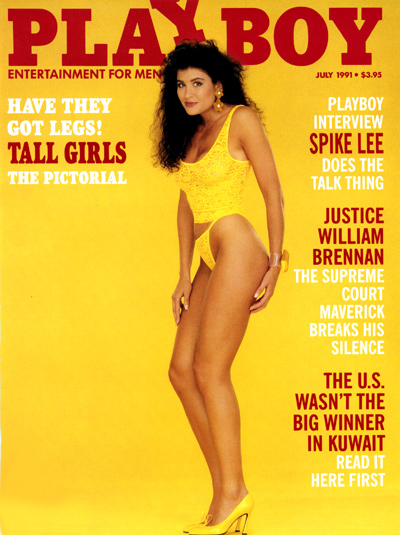 PLAYBOY
ENTERTAINMENT FOR MEN
JULY 1991 • $3.95
HAVE THEY
GOT LEGS!
TALL GIRLS
THE PICTORIAL
PLAYBOY
INTERVIEW
SPIKE LEE
DOES THE
TALK THING
JUSTICE
WILLIAM
BRENNAN
THE SUPREME
COURT
MAVERICK
BREAKS HIS
SILENCE
THE U.S.
WASN'T THE
BIG WINNER
IN KUWAIT
READ IT
HERE FIRST